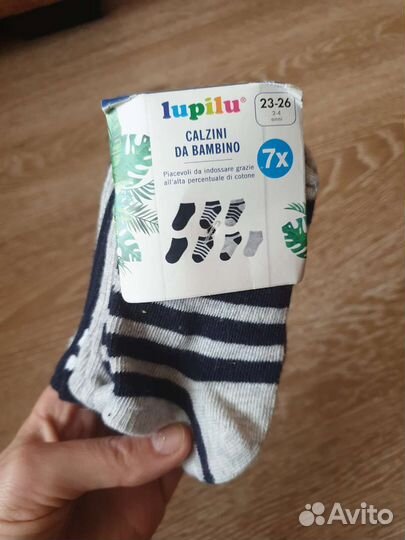 lupilu®
23-26
2-4
anni
CALZINI
DA BAMBINO
7x
Piacevoli da indossare grazie
all'alta percentuale di cotone
Avito